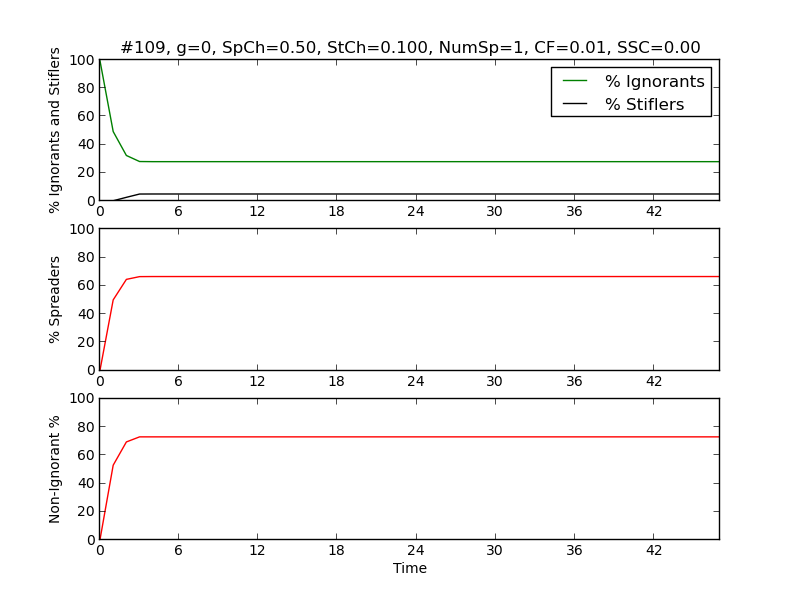 #109, g=0, SpCh=0.50, StCh=0.100, NumSp=1, CF=0.01, SSC=0.00
% Ignorants and Stiflers
100
80
60
40
20
0
% Ignorants
% Stiflers
0 6 12 18 24 30 36 42
% Spreaders
100
80
60
40
20
0
0 6 12 18 24 30 36 42
Non-Ignorant %
100
80
60
40
20
0
0 6 12 18 24 30 36 42
Time